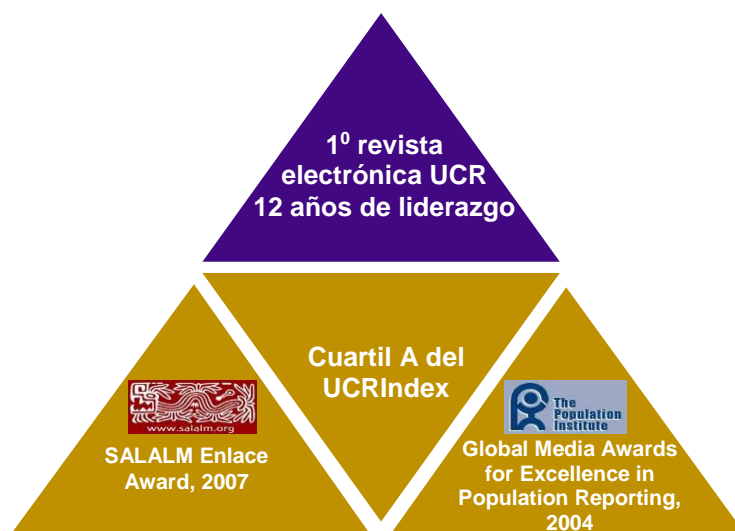 1⁰ revista
electrónica UCR
12 años de liderazgo
Cuartil A del
UCRIndex
www.salalm.org
SALALM Enlace
Award, 2007
The
Population
Institute
Global Media Awards
for Excellence in
Population Reporting,
2004